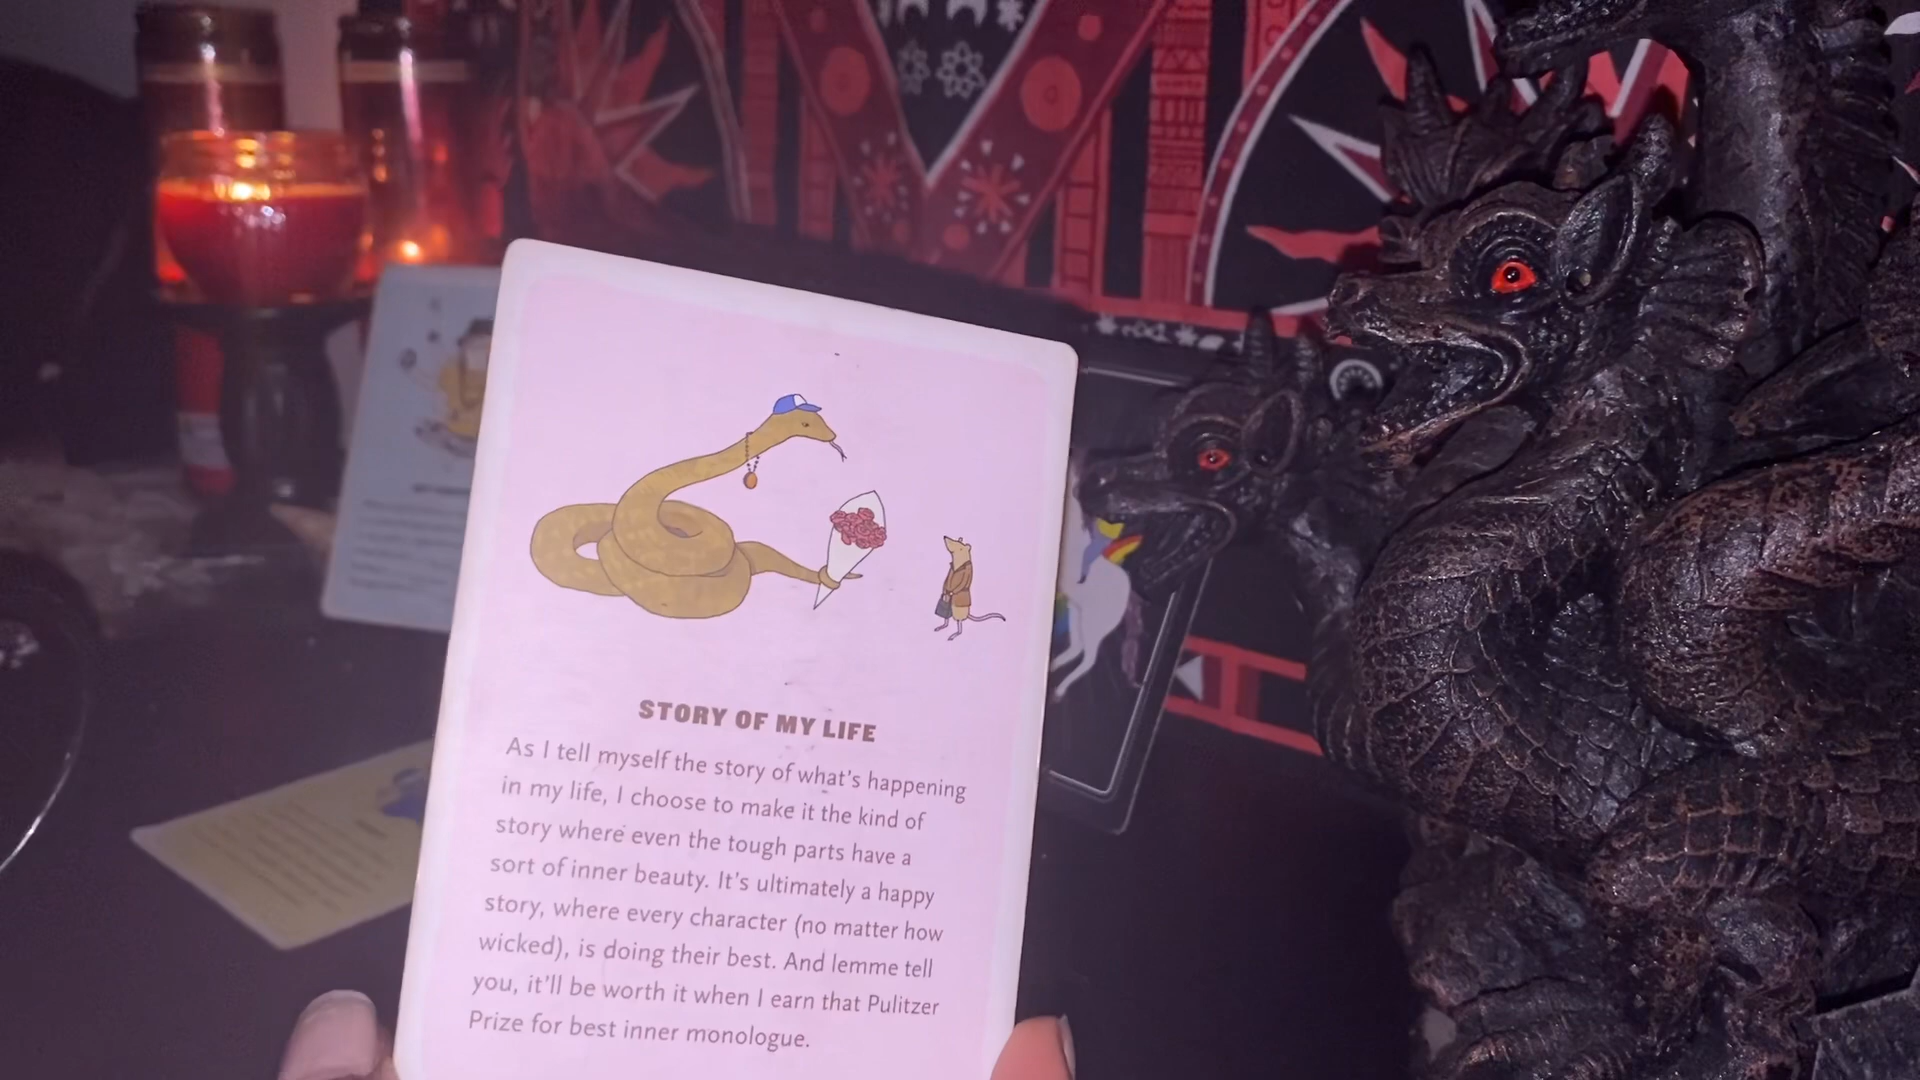 STORY OF MY LIFE
As I tell myself the story of what's happening
in my life, I choose to make it the kind of
story where even the tough parts have a
sort of inner beauty. It's ultimately a happy
story, where every character (no matter how
wicked), is doing their best. And lemme tell
you, it'll be worth it when I earn that Pulitzer
Prize for best inner monologue.